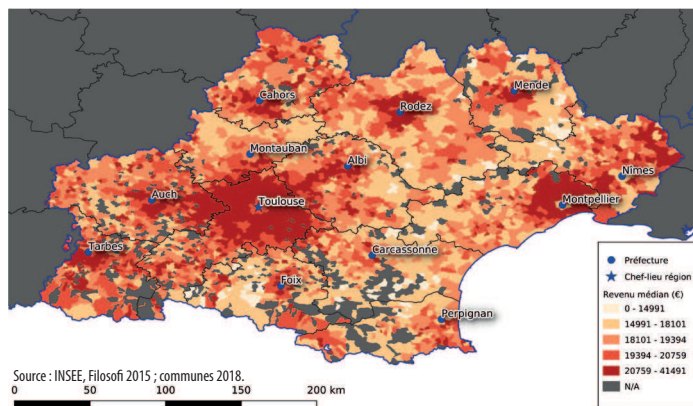 Cahors
Mende
Rodez
Montauban
Albi
Nîmes
Auch
Toulouse
Montpellier
Tarbes
Carcassonne
Foix
Perpignan
Préfecture
Chef-lieu région
Revenu médian (€)
0 - 14991
14991 - 18101
18101 - 19394
19394 - 20759
20759 - 41491
N/A
Source : INSEE, Filosofi 2015 ; communes 2018.
0 50 100 150 200 km